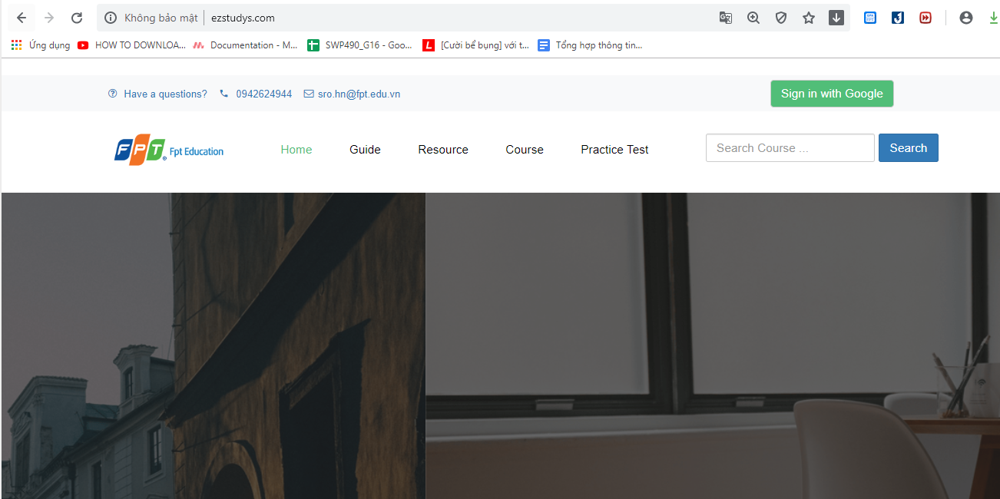 Không bảo mật ezstudys.com
Ứng dụng HOW TO DOWNLOA... Documentation - M... SWP490_G16 - Goo... [Cười bể bụng] với t... Tổng hợp thông tin...
Have a questions? 0942624944 sro.hn@fpt.edu.vn Sign in with Google
FPT Fpt Education Home Guide Resource Course Practice Test Search Course ... Search